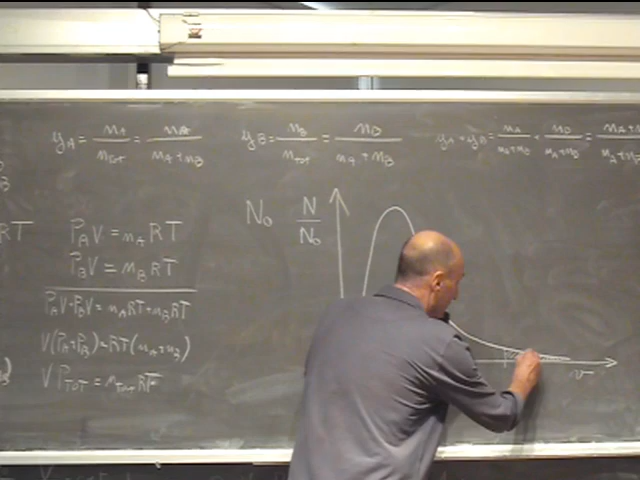 y_A = n_A / n_TOT = n_A / (n_A + n_B)
y_B = n_B / n_TOT = n_B / (n_A + n_B)
y_A + y_B = n_A / (n_A + n_B) + n_B / (n_A + n_B) = n_A +
RT
P_A V = n_A RT
P_B V = n_B RT
P_A V + P_B V = n_A RT + n_B RT
V(P_A + P_B) = RT(n_A + n_B)
V P_TOT = n_TOT RT
N_0
N / N_0
v